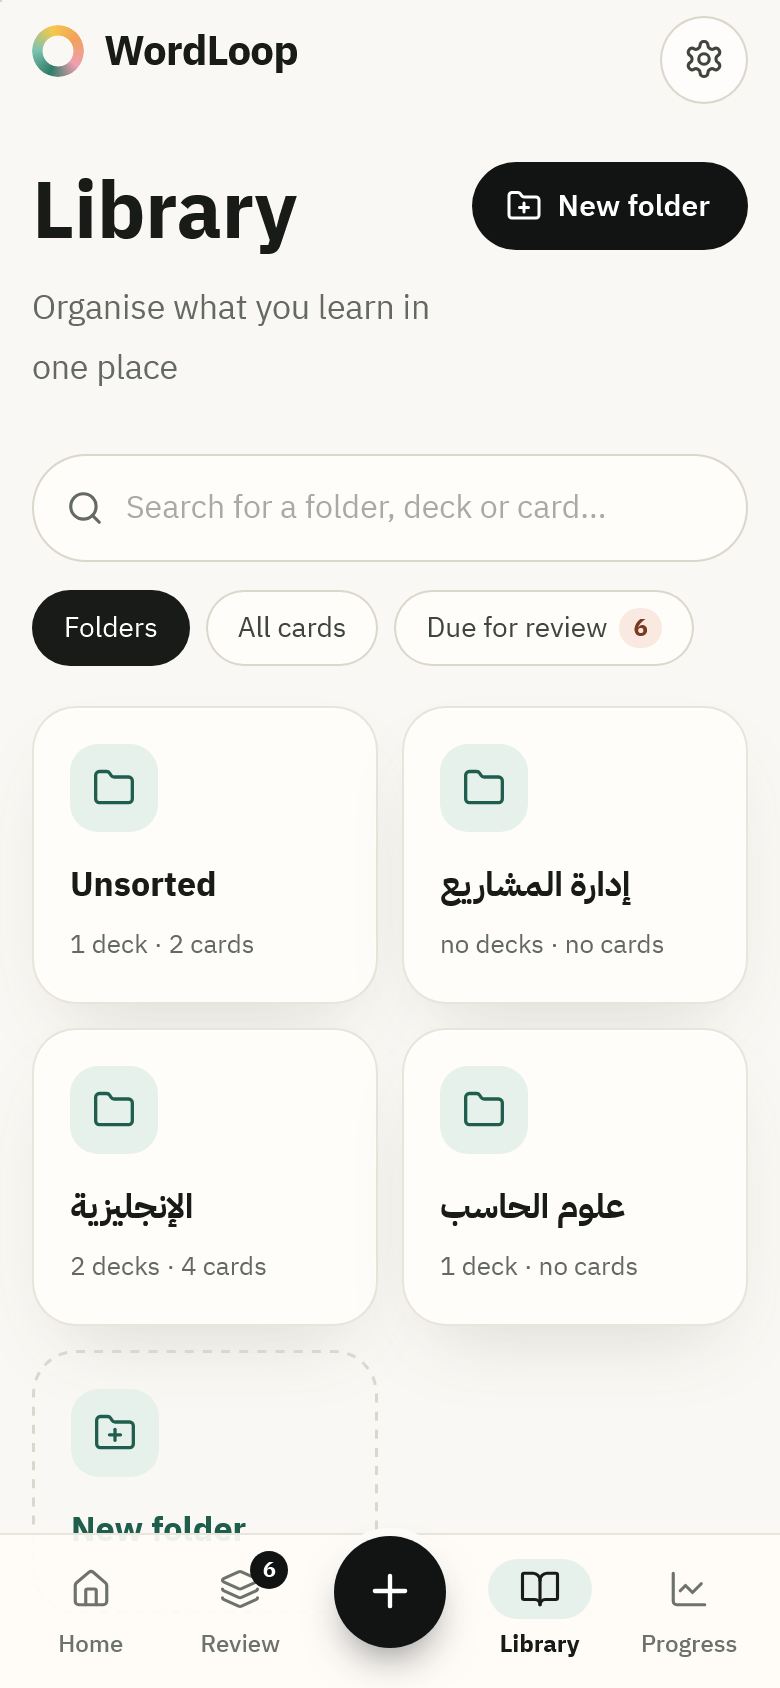 WordLoop
Library
New folder
Organise what you learn in
one place
Search for a folder, deck or card...
Folders
All cards
Due for review 6
Unsorted
1 deck · 2 cards
إدارة المشاريع
no decks · no cards
الإنجليزية
2 decks · 4 cards
علوم الحاسب
1 deck · no cards
New folder
Home
6
Review
Library
Progress